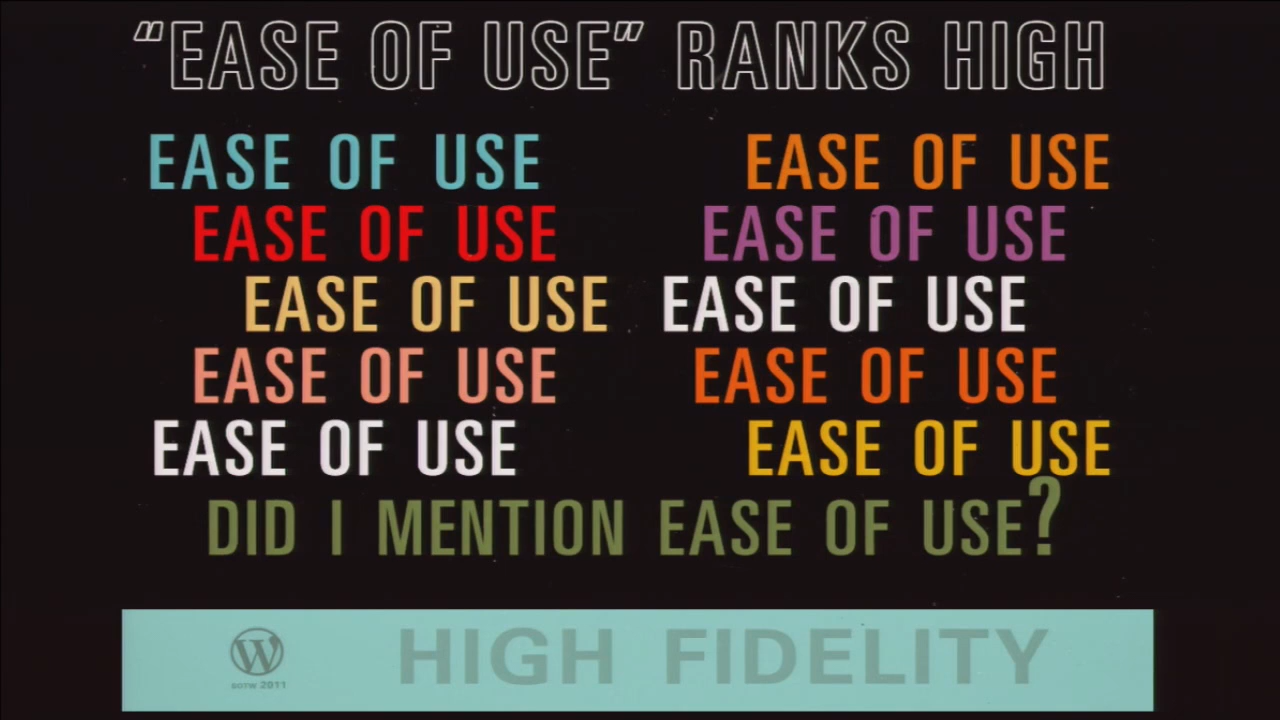 "EASE OF USE" RANKS HIGH
EASE OF USE EASE OF USE
EASE OF USE EASE OF USE
EASE OF USE EASE OF USE
EASE OF USE EASE OF USE
EASE OF USE EASE OF USE
DID I MENTION EASE OF USE?
HIGH FIDELITY
W
SOTW 2011